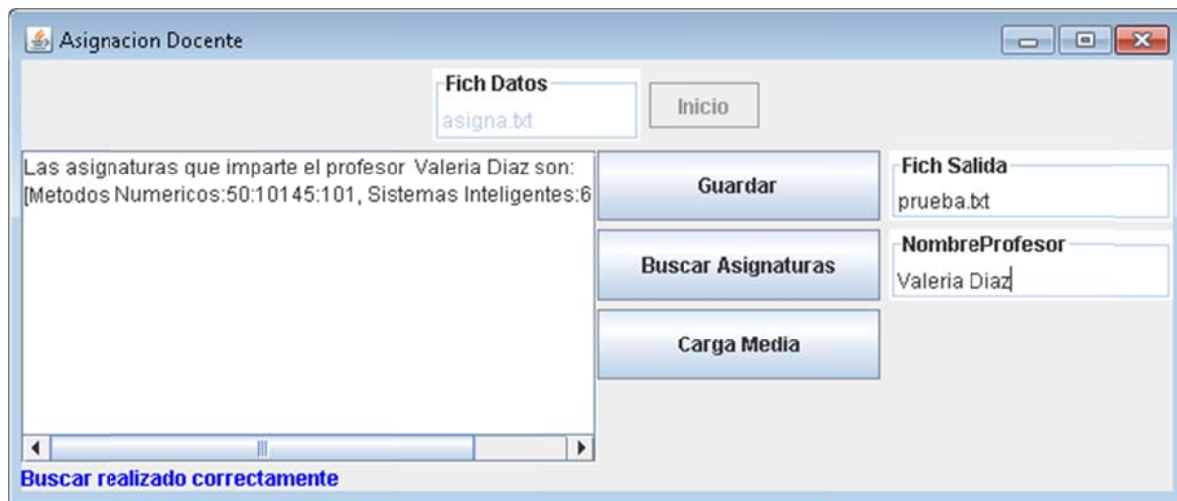 Asignacion Docente
Fich Datos
asigna.txt
Inicio
Las asignaturas que imparte el profesor Valeria Diaz son:
[Metodos Numericos:50:10145:101, Sistemas Inteligentes:6
Guardar
Buscar Asignaturas
Carga Media
Fich Salida
prueba.txt
NombreProfesor
Valeria Diaz
Buscar realizado correctamente